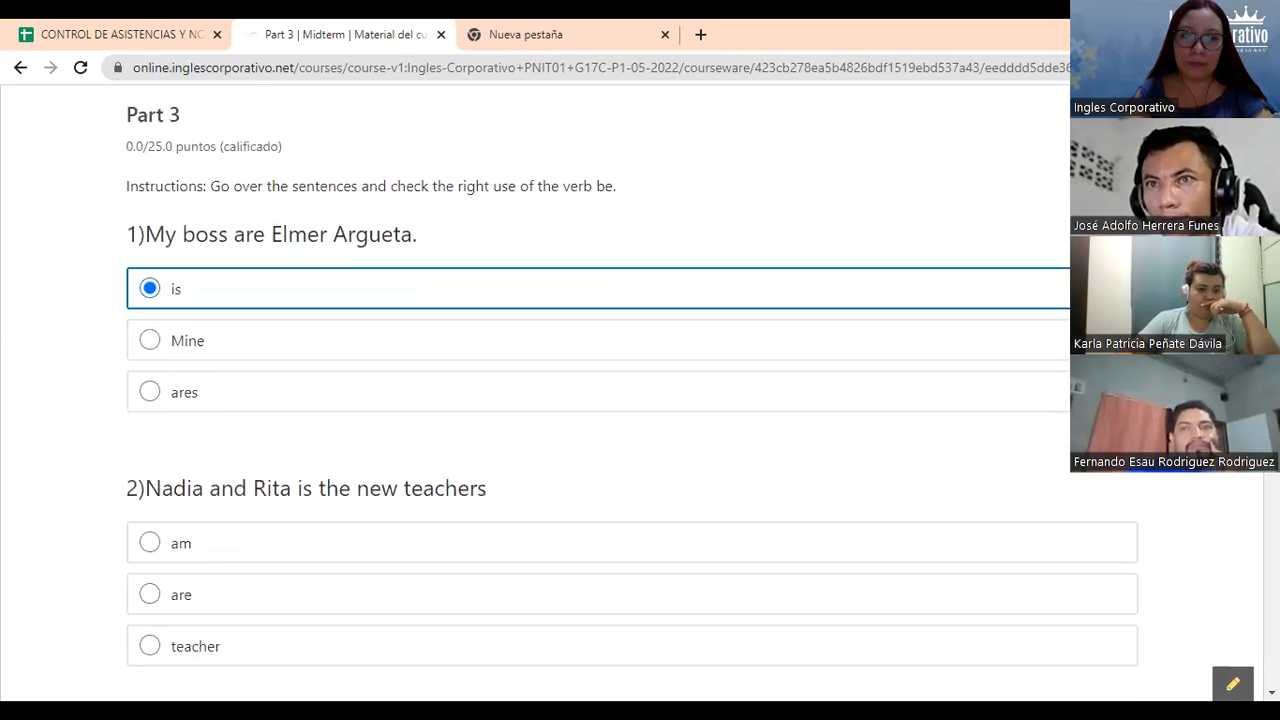 CONTROL DE ASISTENCIAS Y NC
Part 3 | Midterm | Material del cu
Nueva pestaña
online.inglescorporativo.net/courses/course-v1:Ingles-Corporativo+PNIT01+G17C-P1-05-2022/courseware/423cb278ea5b4826bdf1519ebd537a43/eedddd5dde36
Part 3
0.0/25.0 puntos (calificado)
Instructions: Go over the sentences and check the right use of the verb be.
1)My boss are Elmer Argueta.
is
Mine
ares
2)Nadia and Rita is the new teachers
am
are
teacher
Ingles Corporativo
José Adolfo Herrera Funes
Karla Patricia Peñate Dávila
Fernando Esau Rodriguez Rodriguez